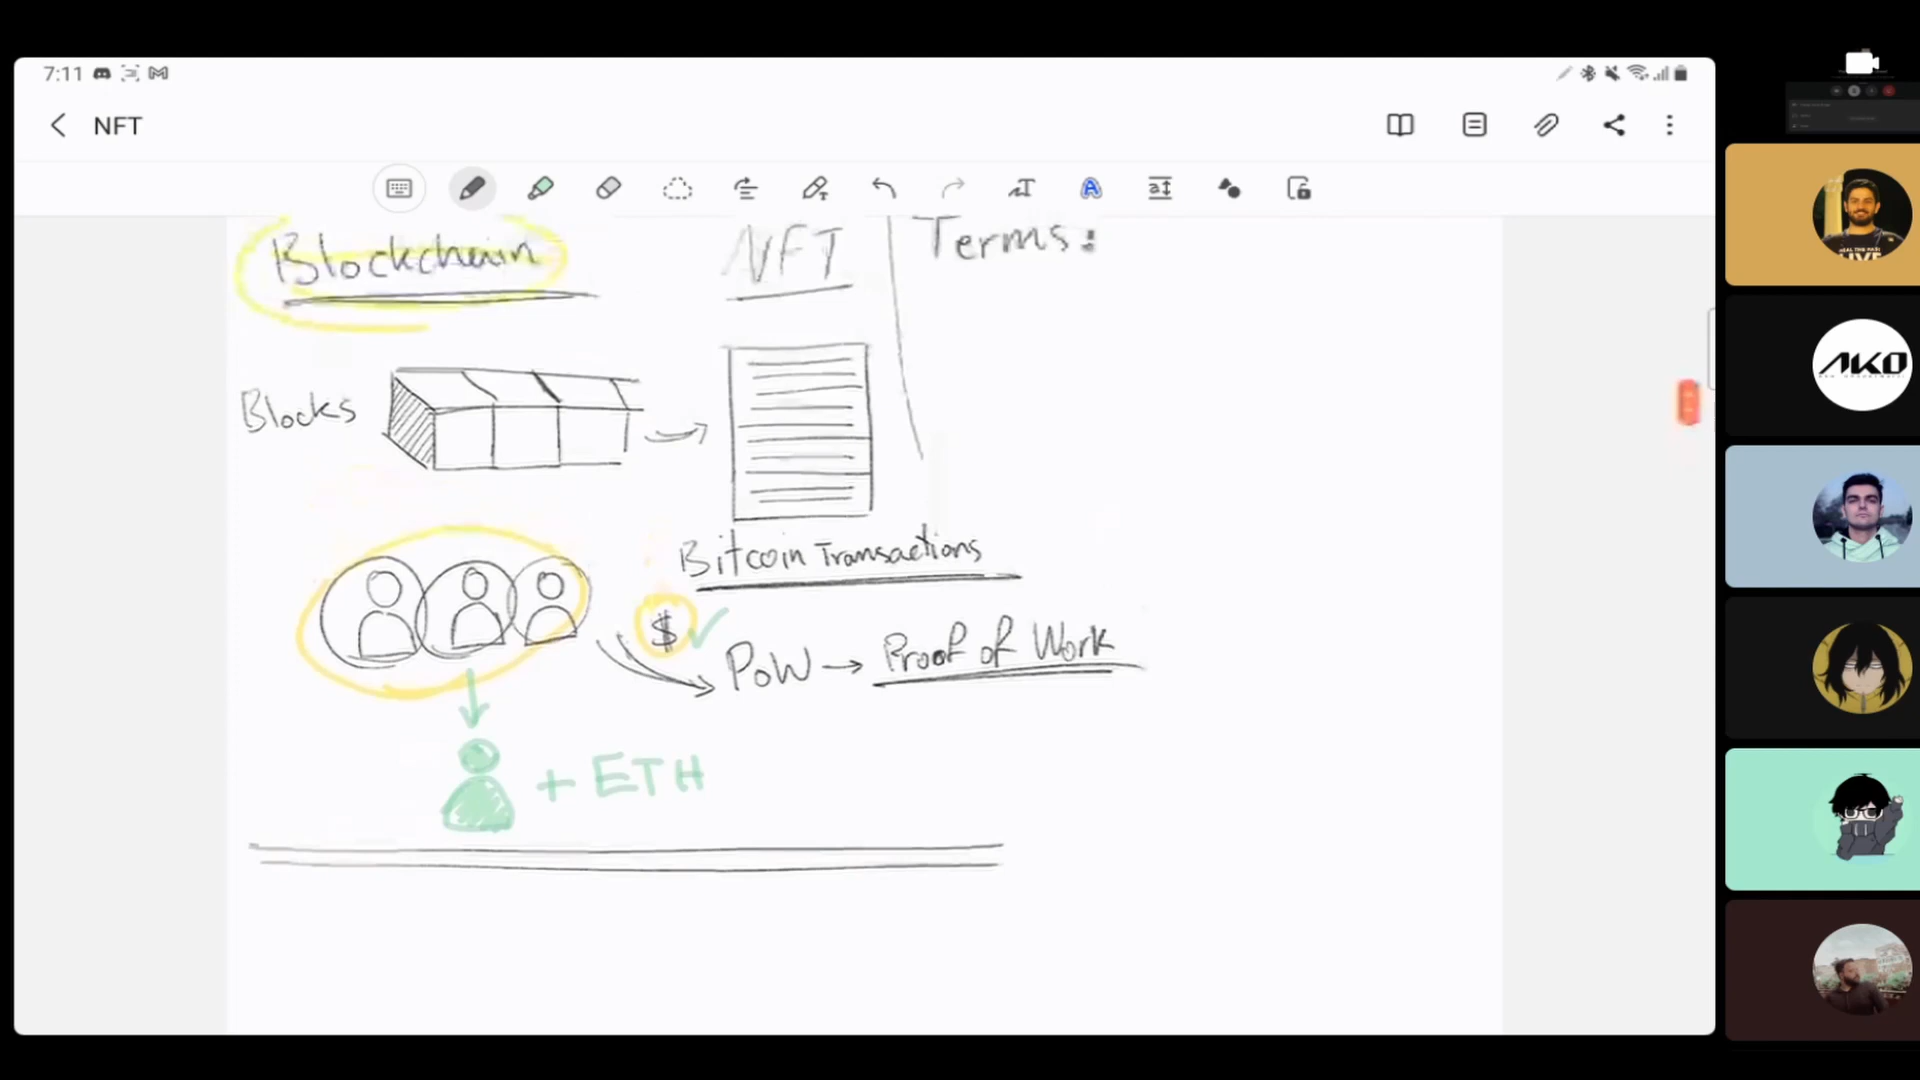 7:11
NFT
Blockchain
NFT
Terms:
Blocks
Bitcoin Transactions
$
PoW → Proof of Work
+ ETH
AKO